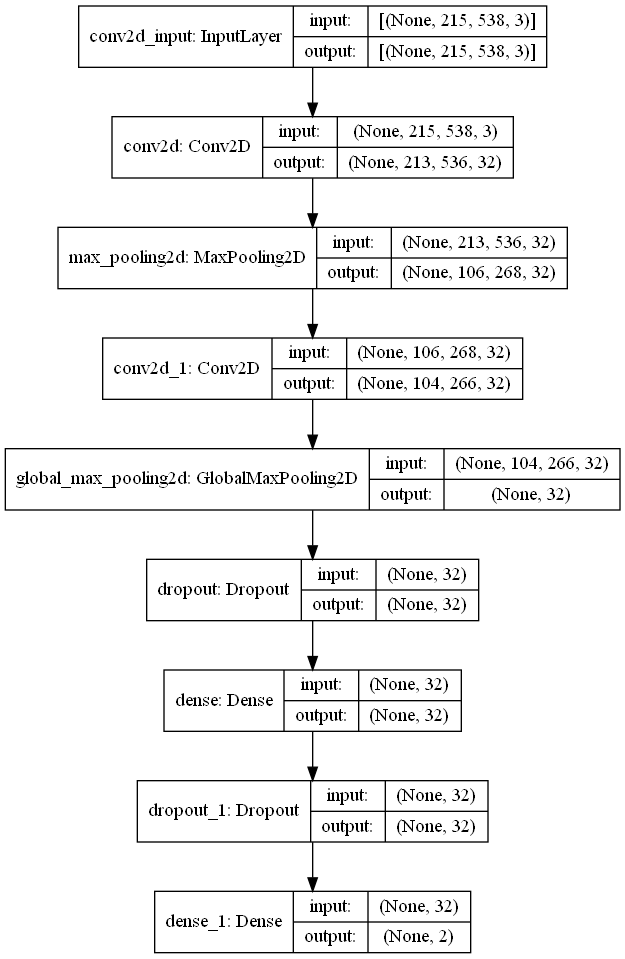 conv2d_input: InputLayer
input: [(None, 215, 538, 3)]
output: [(None, 215, 538, 3)]
conv2d: Conv2D
input: (None, 215, 538, 3)
output: (None, 213, 536, 32)
max_pooling2d: MaxPooling2D
input: (None, 213, 536, 32)
output: (None, 106, 268, 32)
conv2d_1: Conv2D
input: (None, 106, 268, 32)
output: (None, 104, 266, 32)
global_max_pooling2d: GlobalMaxPooling2D
input: (None, 104, 266, 32)
output: (None, 32)
dropout: Dropout
input: (None, 32)
output: (None, 32)
dense: Dense
input: (None, 32)
output: (None, 32)
dropout_1: Dropout
input: (None, 32)
output: (None, 32)
dense_1: Dense
input: (None, 32)
output: (None, 2)